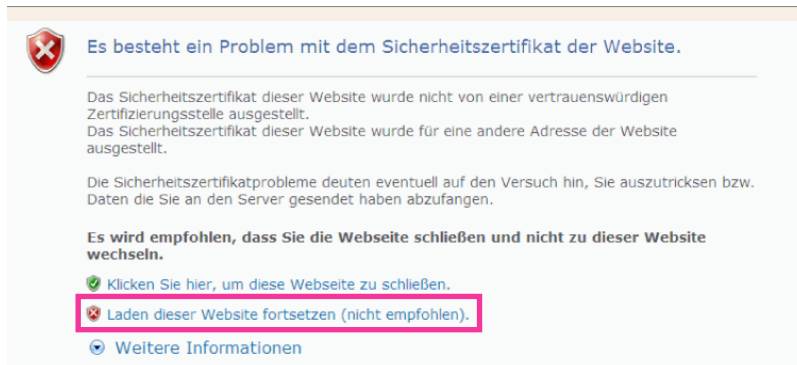 Es besteht ein Problem mit dem Sicherheitszertifikat der Website.
Das Sicherheitszertifikat dieser Website wurde nicht von einer vertrauenswürdigen
Zertifizierungsstelle ausgestellt.
Das Sicherheitszertifikat dieser Website wurde für eine andere Adresse der Website
ausgestellt.
Die Sicherheitszertifikatprobleme deuten eventuell auf den Versuch hin, Sie auszutricksen bzw.
Daten die Sie an den Server gesendet haben abzufangen.
Es wird empfohlen, dass Sie die Webseite schließen und nicht zu dieser Website
wechseln.
Klicken Sie hier, um diese Webseite zu schließen.
Laden dieser Website fortsetzen (nicht empfohlen).
Weitere Informationen